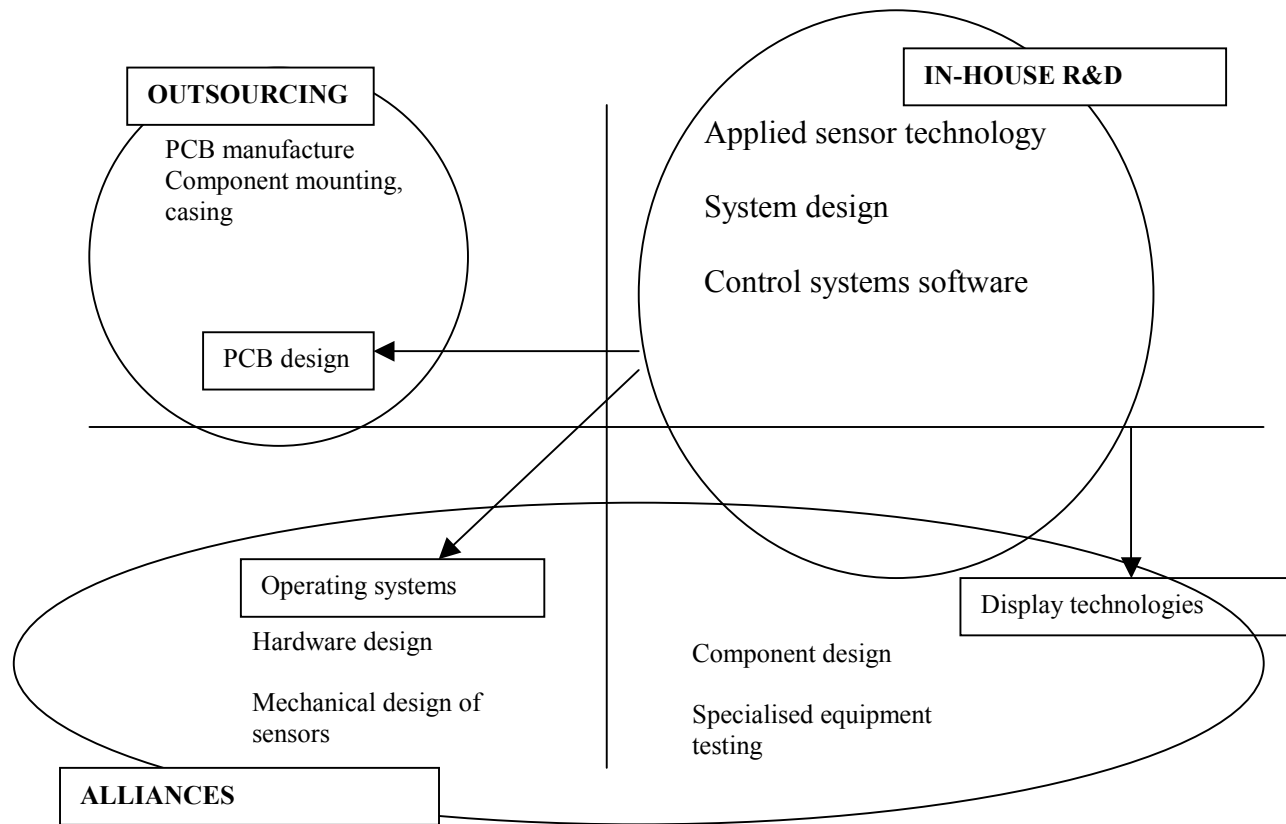 OUTSOURCING
PCB manufacture
Component mounting,
casing
PCB design
IN-HOUSE R&D
Applied sensor technology
System design
Control systems software
Operating systems
Hardware design
Mechanical design of
sensors
ALLIANCES
Display technologies
Component design
Specialised equipment
testing